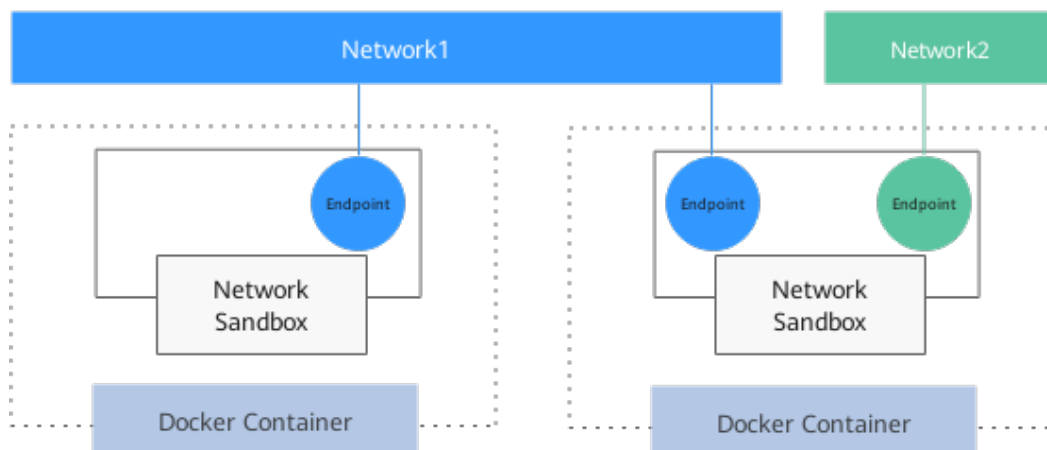 Network1
Network2
Endpoint
Endpoint
Endpoint
Network
Sandbox
Network
Sandbox
Docker Container
Docker Container